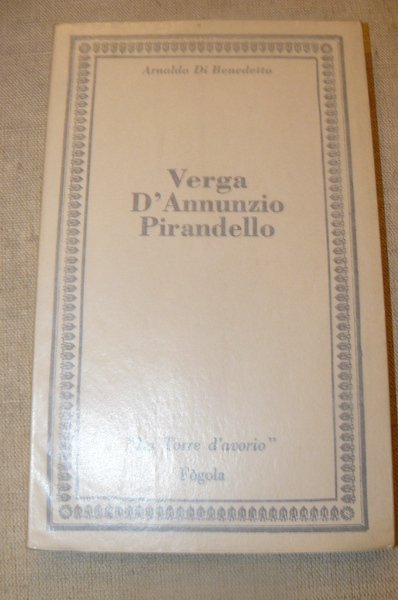 Arnaldo Di Benedetto
Verga
D'Annunzio
Pirandello
"La Torre d'avorio"
Fògola